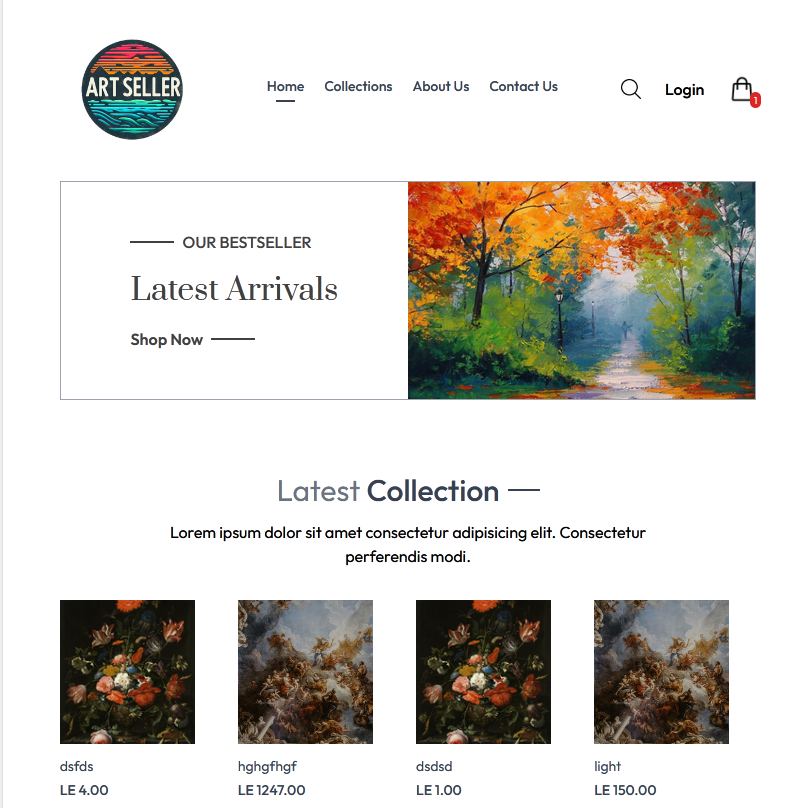 ART SELLER
Home Collections About Us Contact Us
Login
1
OUR BESTSELLER
Latest Arrivals
Shop Now
Latest Collection
Lorem ipsum dolor sit amet consectetur adipisicing elit. Consectetur
perferendis modi.
dsfds hghgfhgf dsdsd light
LE 4.00 LE 1247.00 LE 1.00 LE 150.00